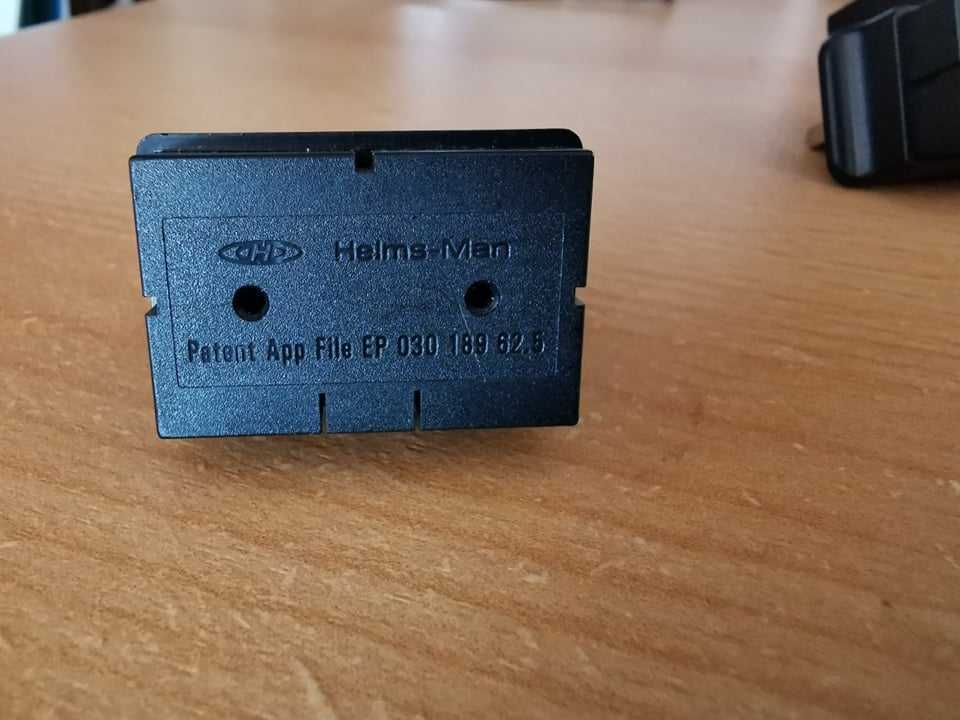 H Helms-Man
Patent App File EP 030 189 62.5